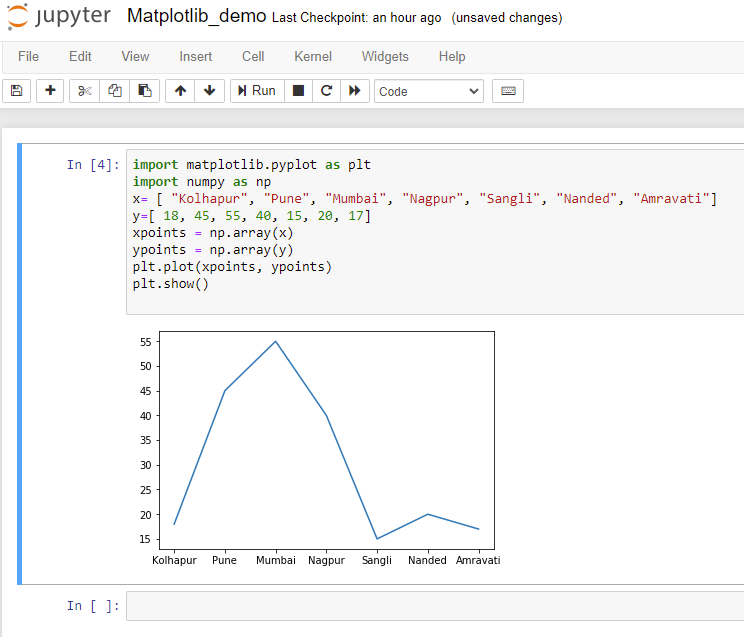 jupyter Matplotlib_demo Last Checkpoint: an hour ago (unsaved changes)
File Edit View Insert Cell Kernel Widgets Help
Run Code
In [4]: import matplotlib.pyplot as plt
import numpy as np
x= [ "Kolhapur", "Pune", "Mumbai", "Nagpur", "Sangli", "Nanded", "Amravati"]
y=[ 18, 45, 55, 40, 15, 20, 17]
xpoints = np.array(x)
ypoints = np.array(y)
plt.plot(xpoints, ypoints)
plt.show()
55
50
45
40
35
30
25
20
15
Kolhapur Pune Mumbai Nagpur Sangli Nanded Amravati
In [ ]: